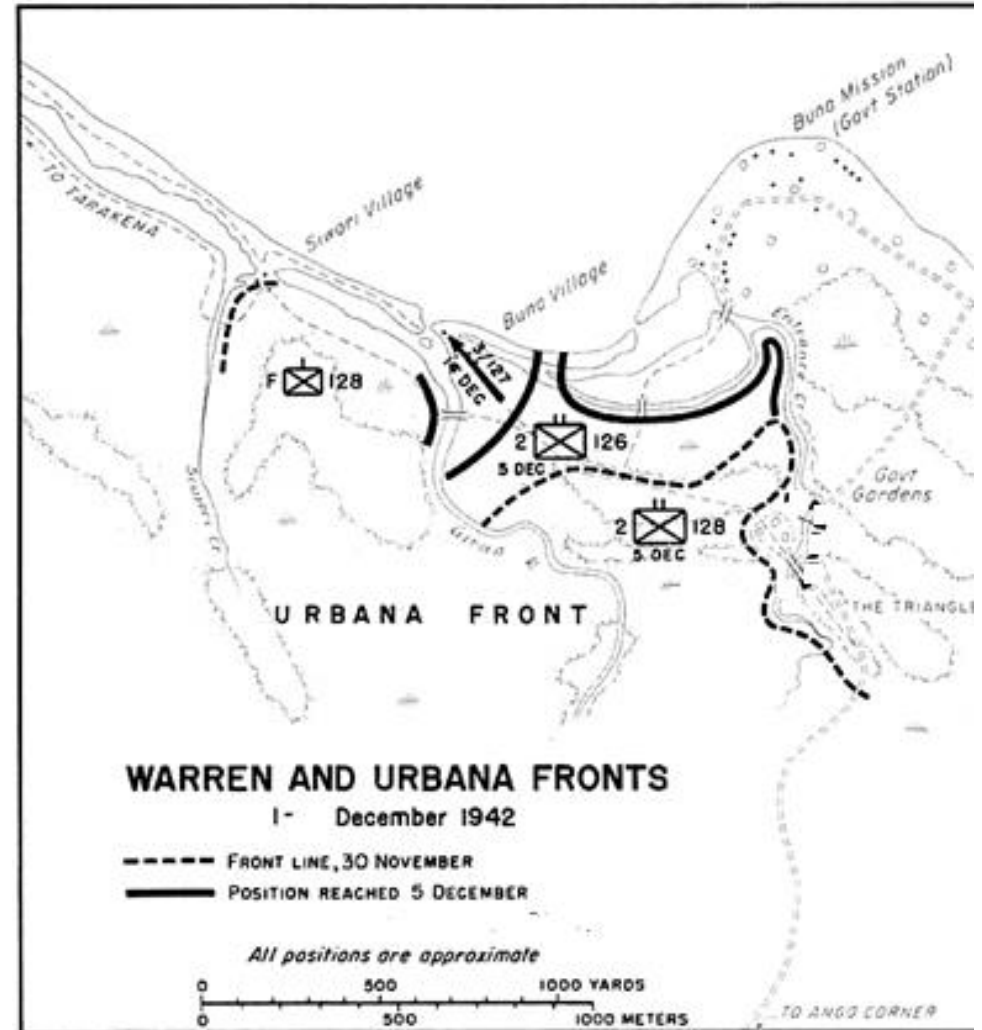 Buna Mission
(Govt Station)
TO TARAKENA
Siwori Village
Buna Village
Entrance Cr.
3/127
14 DEC
F 128
2 126
5 DEC
Govt
Gardens
2 128
5 DEC
Siwori Cr
Girua R
THE TRIANGLE
URBANA FRONT
WARREN AND URBANA FRONTS
1- December 1942
FRONT LINE, 30 NOVEMBER
POSITION REACHED 5 DECEMBER
All positions are approximate
0 500 1000 YARDS
0 500 1000 METERS
TO ANGO CORNER